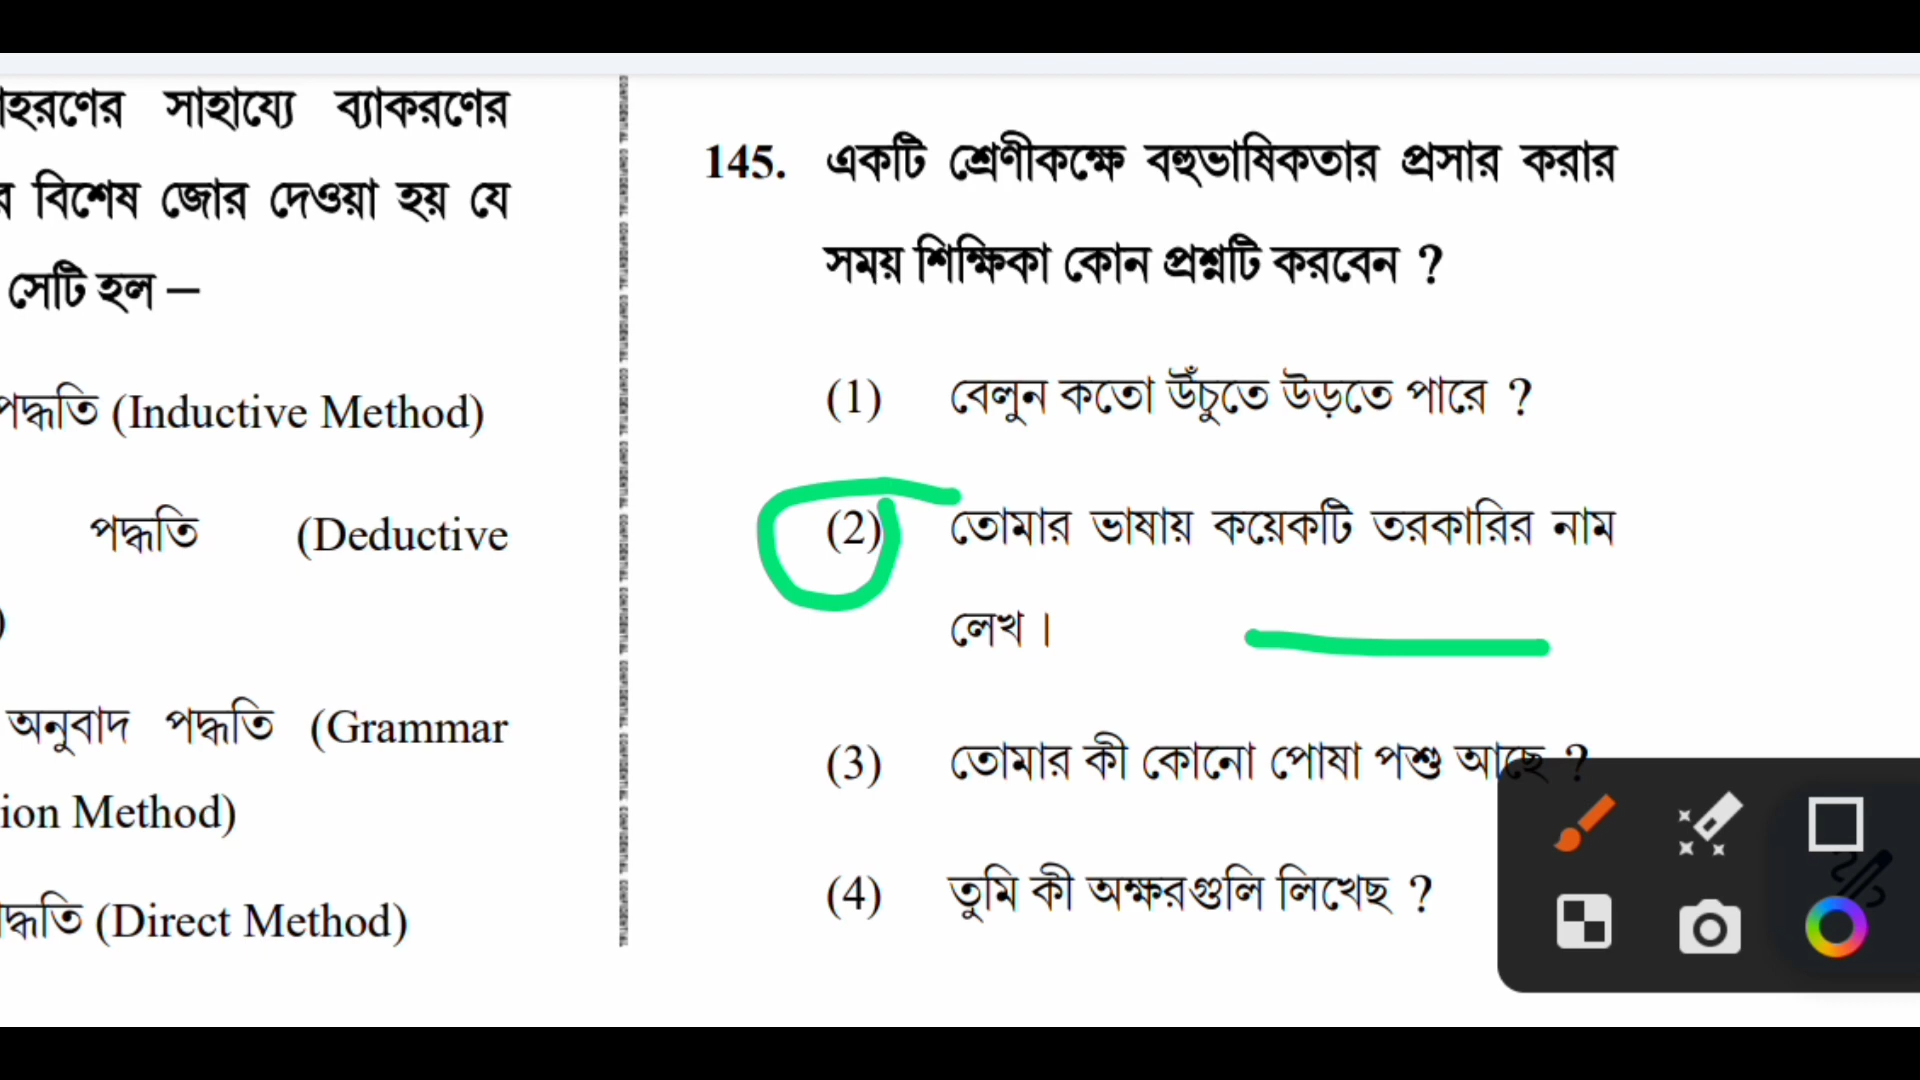 হরণের সাহায্যে ব্যাকরণের
বিশেষ জোর দেওয়া হয় যে
সেটি হল –
পদ্ধতি (Inductive Method)
পদ্ধতি (Deductive
)
অনুবাদ পদ্ধতি (Grammar
ion Method)
দ্ধতি (Direct Method)
145. একটি শ্রেণীকক্ষে বহুভাষিকতার প্রসার করার
সময় শিক্ষিকা কোন প্রশ্নটি করবেন ?
(1) বেলুন কতো উঁচুতে উড়তে পারে ?
(2) তোমার ভাষায় কয়েকটি তরকারির নাম
লেখ ।
(3) তোমার কী কোনো পোষা পশু আছে ?
(4) তুমি কী অক্ষরগুলি লিখেছ ?